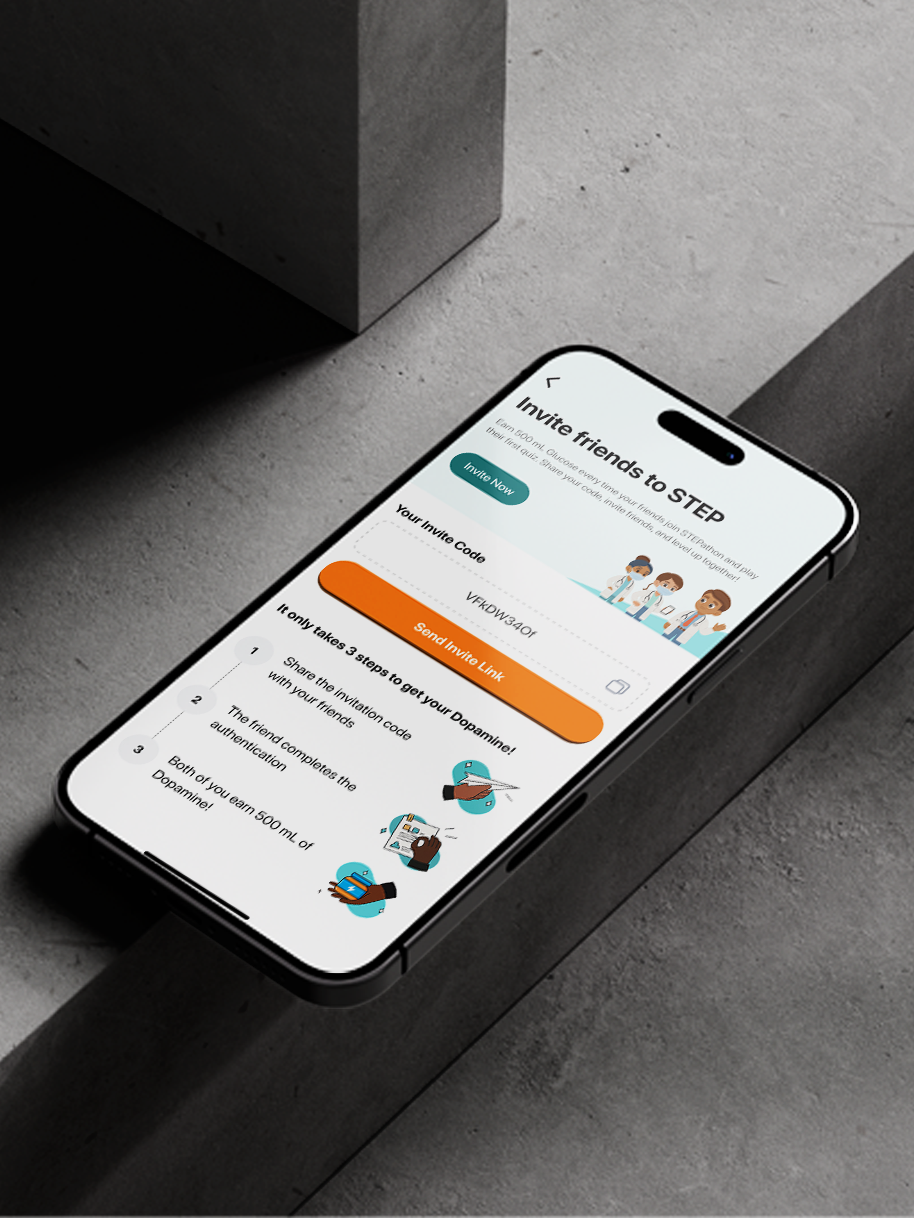 Invite friends to STEP
Earn 500 mL Glucose every time your friends join STEPathon and play
their first quiz. Share your code, invite friends, and level up together!
Invite Now
Your Invite Code
VFkDW34Of
Send Invite Link
It only takes 3 steps to get your Dopamine!
1
Share the invitation code
with your friends
2
The friend completes the
authentication
3
Both of you earn 500 mL of
Dopamine!